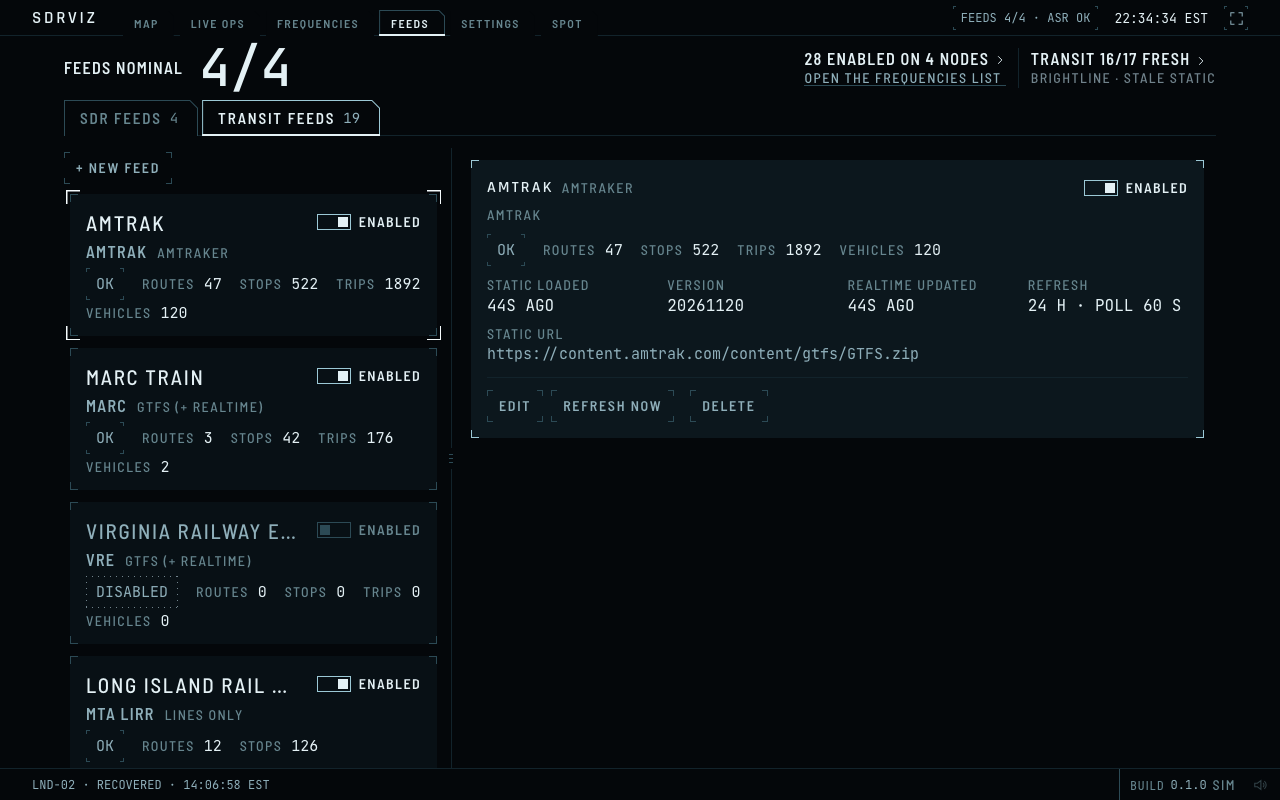 SDRVIZ MAP LIVE OPS FREQUENCIES FEEDS SETTINGS SPOT FEEDS 4/4 · ASR OK 22:34:34 EST
FEEDS NOMINAL 4/4
28 ENABLED ON 4 NODES >
OPEN THE FREQUENCIES LIST
TRANSIT 16/17 FRESH >
BRIGHTLINE · STALE STATIC
SDR FEEDS 4 TRANSIT FEEDS 19
+ NEW FEED
AMTRAK ENABLED
AMTRAK AMTRAKER
OK ROUTES 47 STOPS 522 TRIPS 1892
VEHICLES 120
MARC TRAIN ENABLED
MARC GTFS (+ REALTIME)
OK ROUTES 3 STOPS 42 TRIPS 176
VEHICLES 2
VIRGINIA RAILWAY E... ENABLED
VRE GTFS (+ REALTIME)
DISABLED ROUTES 0 STOPS 0 TRIPS 0
VEHICLES 0
LONG ISLAND RAIL ... ENABLED
MTA LIRR LINES ONLY
OK ROUTES 12 STOPS 126
AMTRAK AMTRAKER ENABLED
AMTRAK
OK ROUTES 47 STOPS 522 TRIPS 1892 VEHICLES 120
STATIC LOADED VERSION REALTIME UPDATED REFRESH
44S AGO 20261120 44S AGO 24 H · POLL 60 S
STATIC URL
https://content.amtrak.com/content/gtfs/GTFS.zip
EDIT REFRESH NOW DELETE
LND-02 · RECOVERED · 14:06:58 EST BUILD 0.1.0 SIM